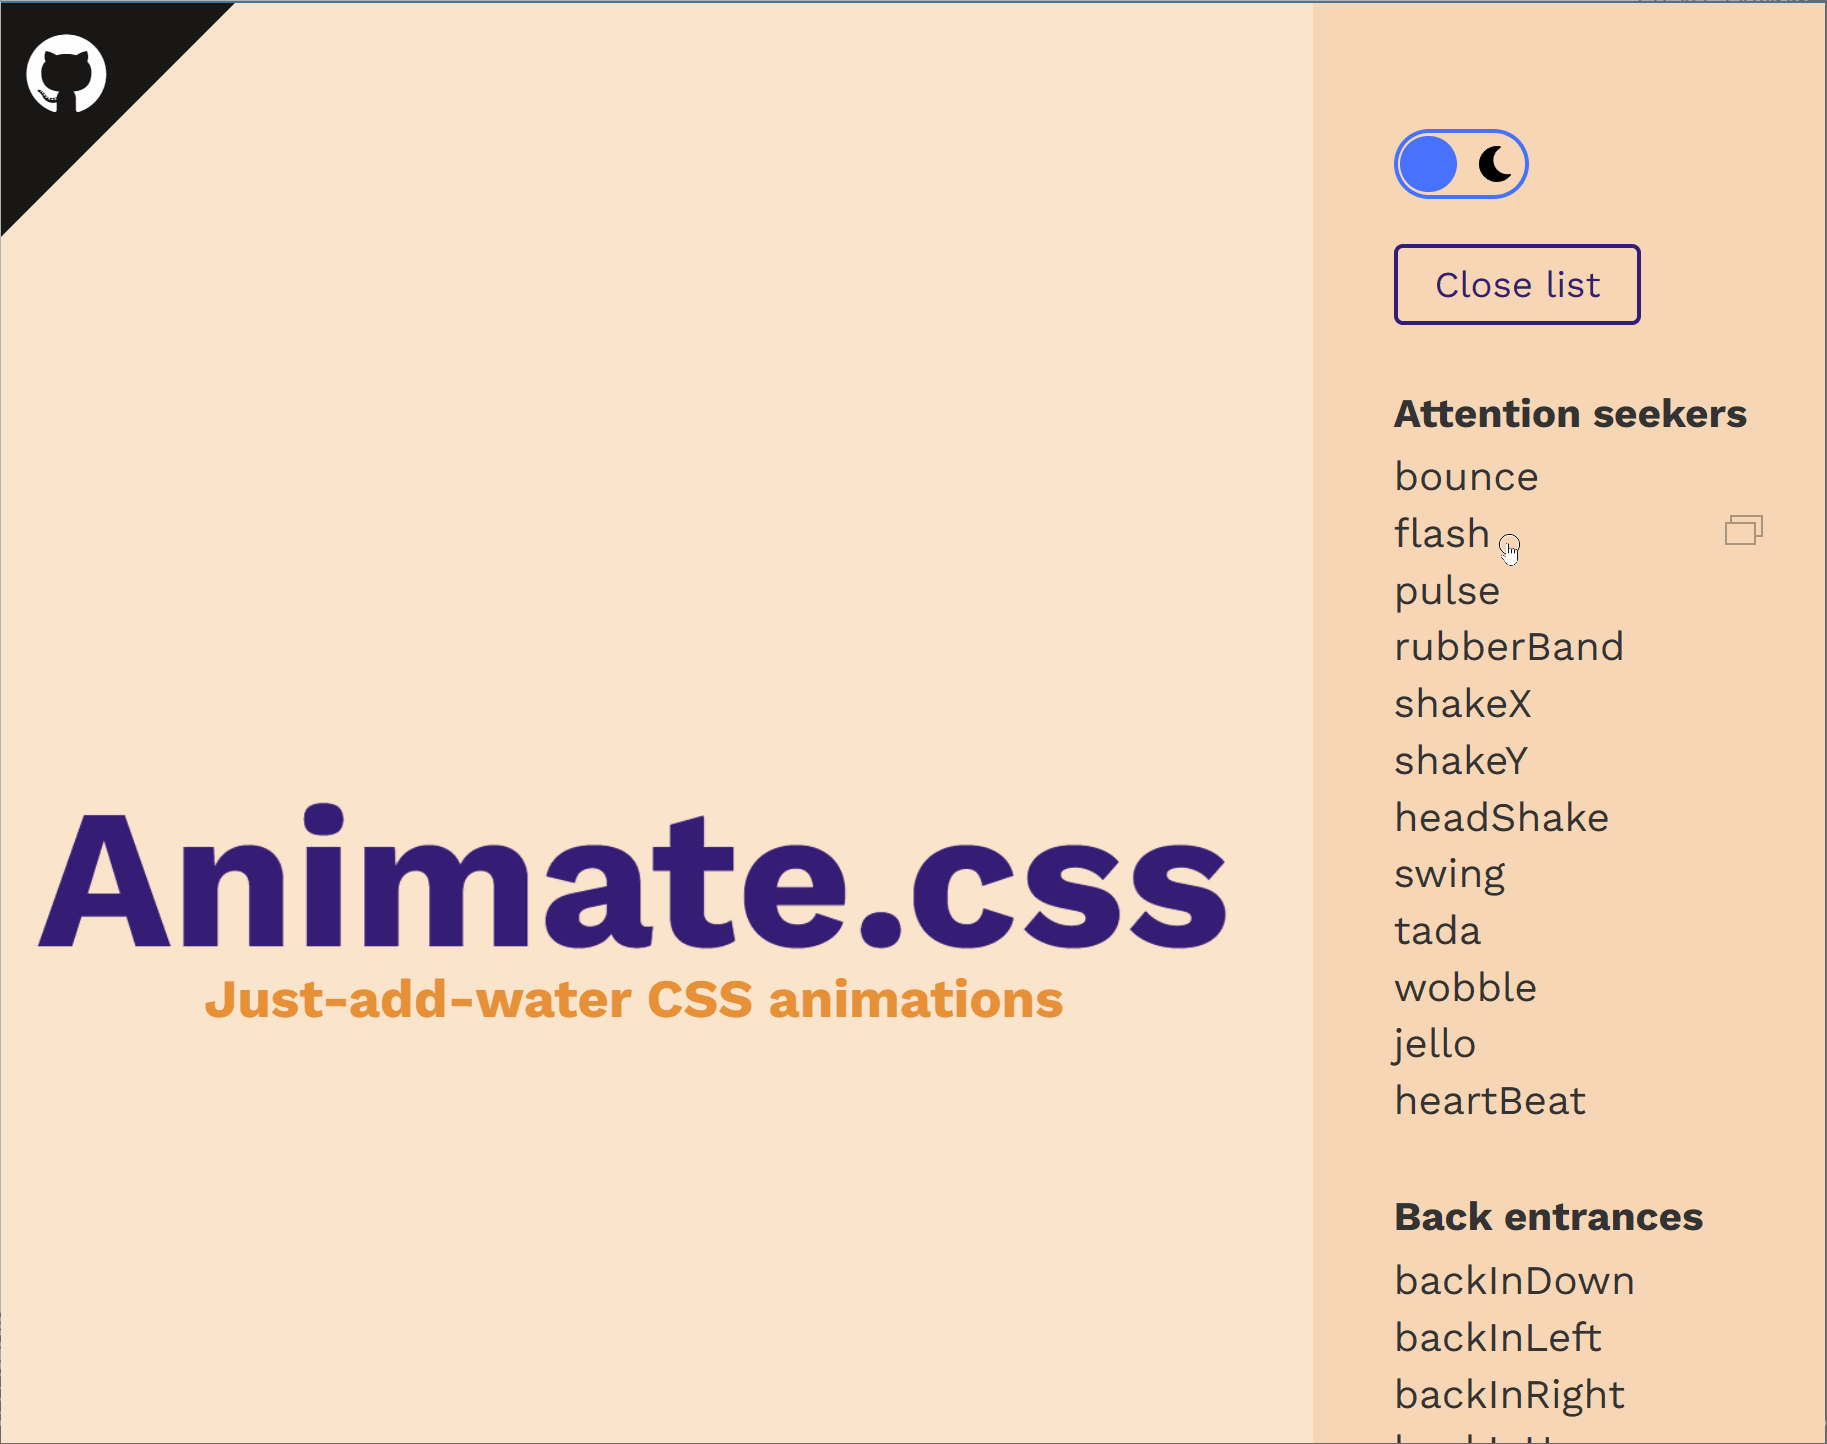 Close list
Attention seekers
bounce
flash
pulse
rubberBand
shakeX
shakeY
headShake
swing
tada
wobble
jello
heartBeat
Back entrances
backInDown
backInLeft
backInRight
Animate.css
Just-add-water CSS animations